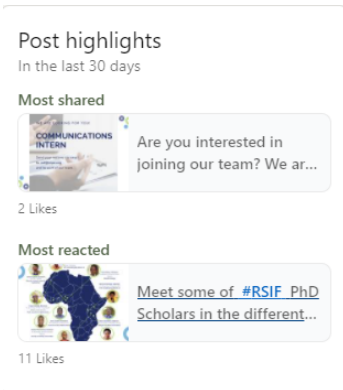 Post highlights
In the last 30 days
Most shared
COMMUNICATIONS
INTERN
Are you interested in
joining our team? We ar...
2 Likes
Most reacted
Meet some of #RSIF PhD
Scholars in the different...
11 Likes